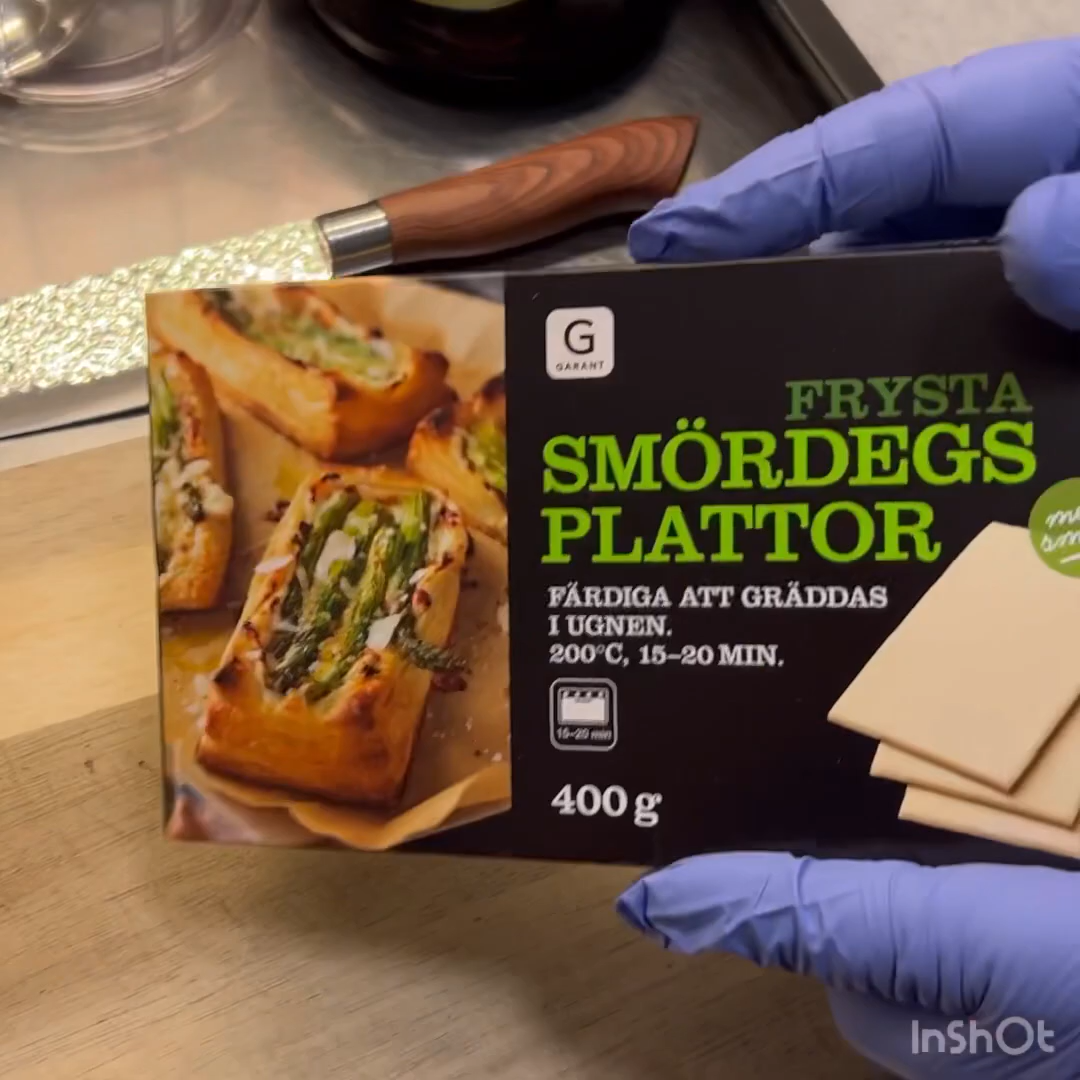 G
GARANT
FRYSTA
SMÖRDEGS
PLATTOR
FÄRDIGA ATT GRÄDDAS
I UGNEN.
200°C, 15–20 MIN.
15–20 min
400 g
InShOt